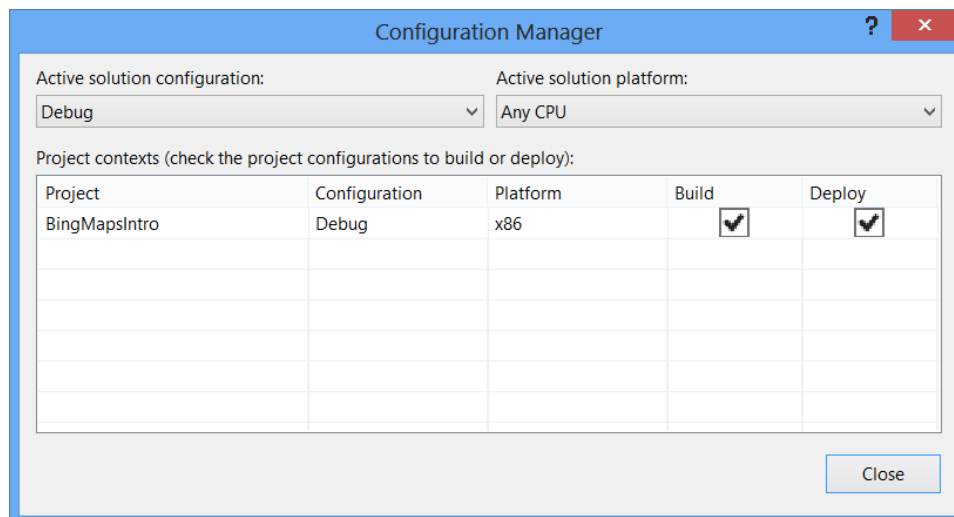 Configuration Manager
?
x
Active solution configuration: Active solution platform:
Debug Any CPU
Project contexts (check the project configurations to build or deploy):
Project Configuration Platform Build Deploy
BingMapsIntro Debug x86
Close